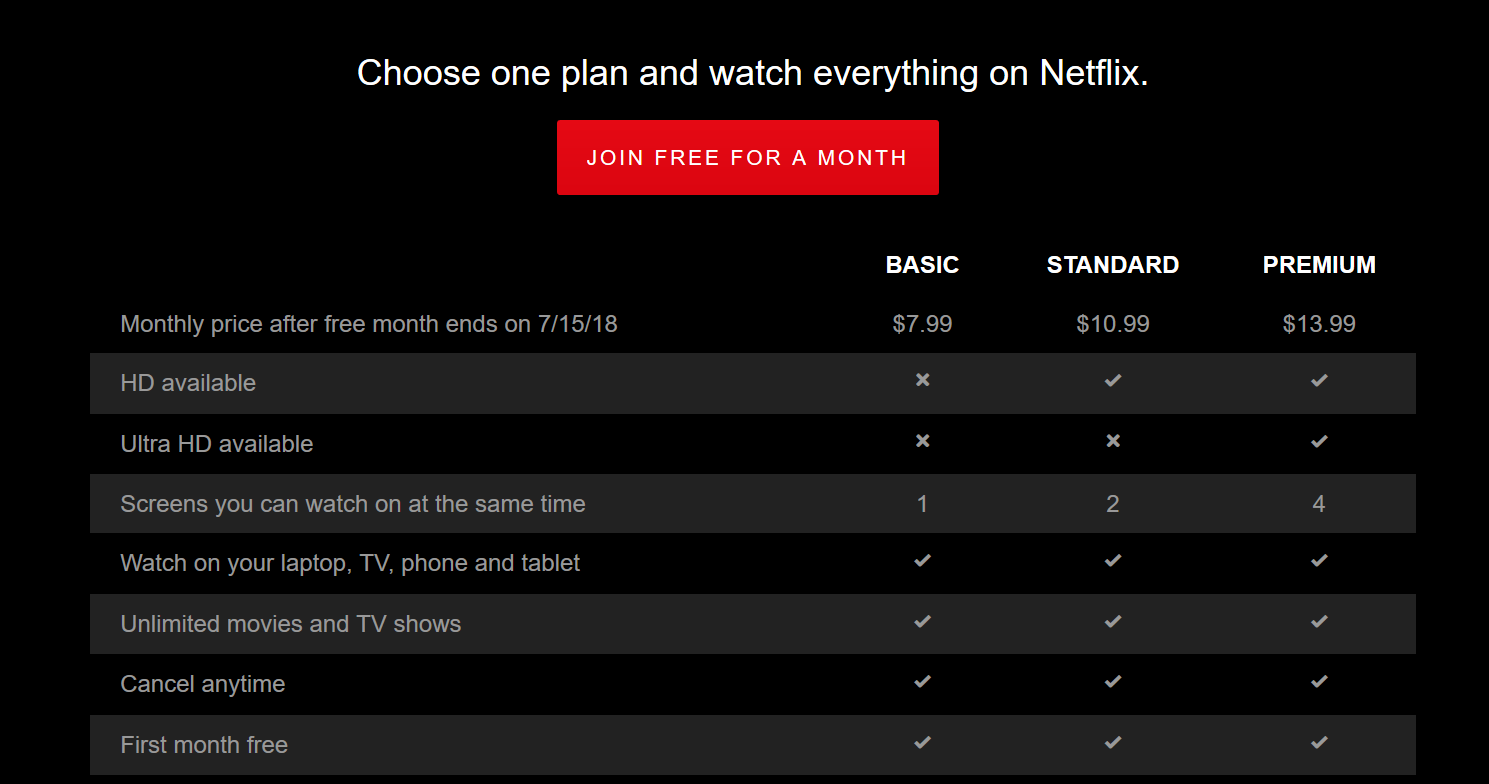 Choose one plan and watch everything on Netflix.
JOIN FREE FOR A MONTH
BASIC STANDARD PREMIUM
Monthly price after free month ends on 7/15/18 $7.99 $10.99 $13.99
HD available
Ultra HD available
Screens you can watch on at the same time 1 2 4
Watch on your laptop, TV, phone and tablet
Unlimited movies and TV shows
Cancel anytime
First month free